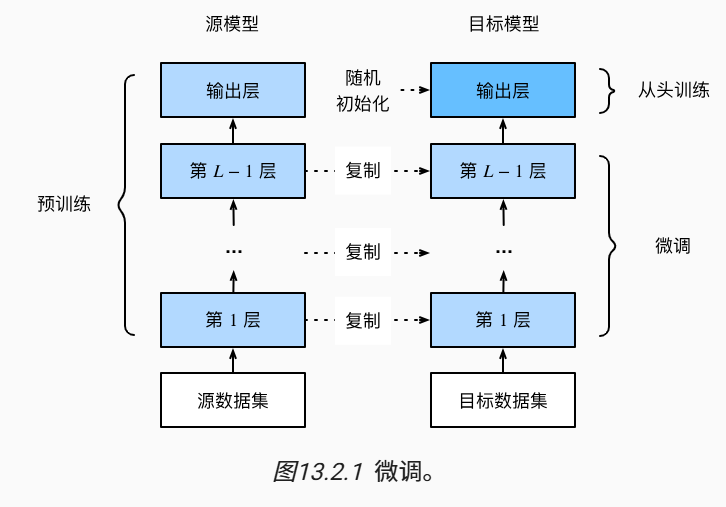 源模型
目标模型
输出层
随机
初始化
输出层
从头训练
第 L − 1 层
复制
第 L − 1 层
预训练
...
复制
...
微调
第 1 层
复制
第 1 层
源数据集
目标数据集
图13.2.1 微调。